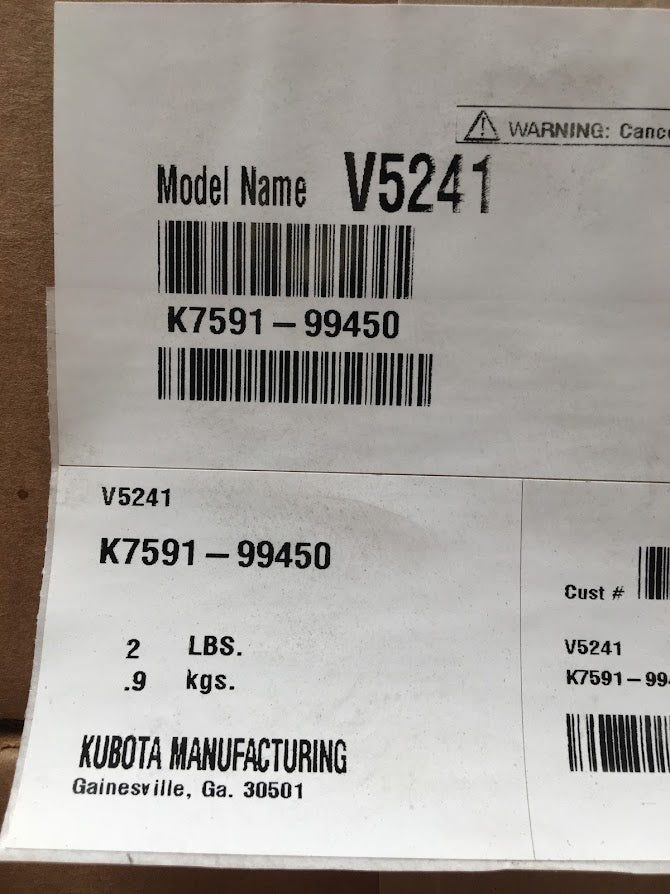 WARNING:
Model Name V5241
K7591-99450
V5241
K7591-99450
2 LBS.
.9 kgs.
KUBOTA MANUFACTURING
Gainesville, Ga. 30501
Cust #
V5241
K7591-99